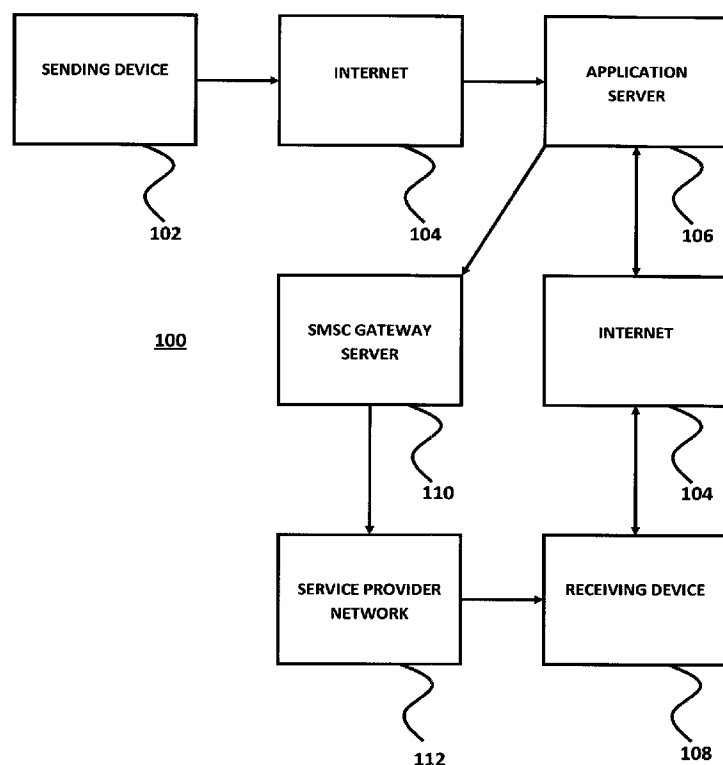 SENDING DEVICE
INTERNET
APPLICATION
SERVER
102
104
106
100
SMSC GATEWAY
SERVER
INTERNET
110
104
SERVICE PROVIDER
NETWORK
RECEIVING DEVICE
112
108